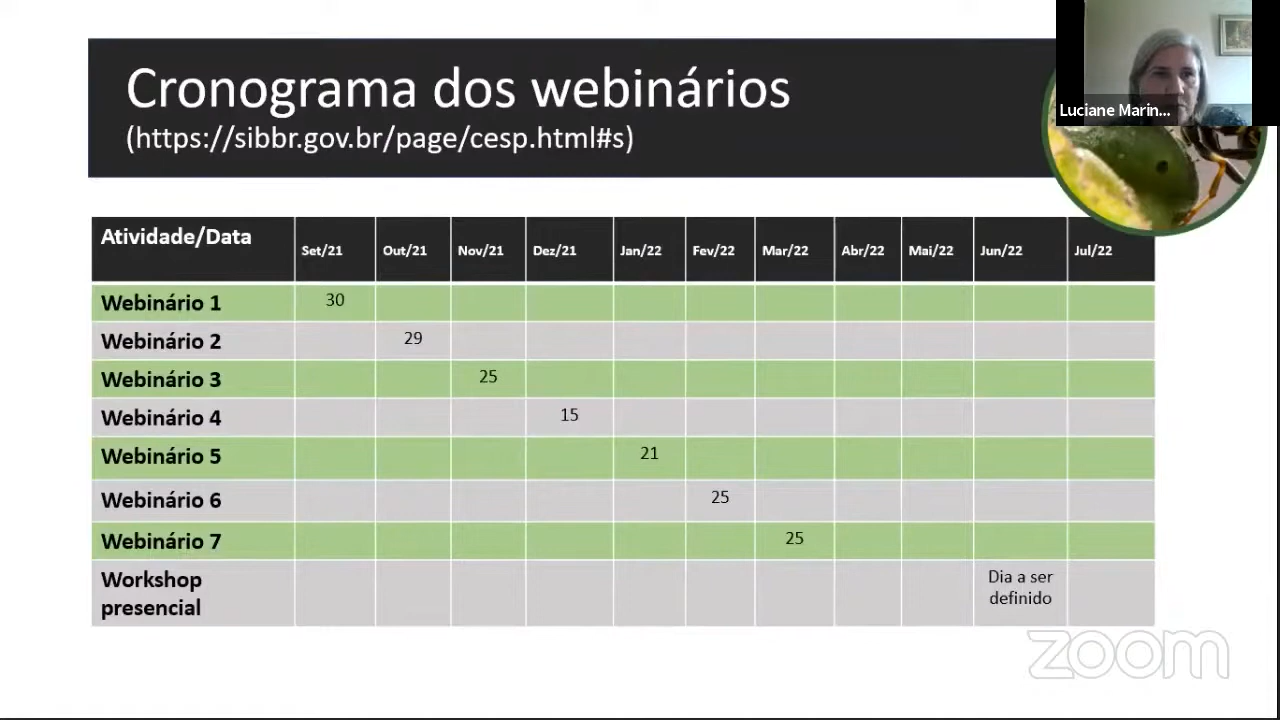 Cronograma dos webinários
(https://sibbr.gov.br/page/cesp.html#s)
Luciane Marin...
Atividade/Data Set/21 Out/21 Nov/21 Dez/21 Jan/22 Fev/22 Mar/22 Abr/22 Mai/22 Jun/22 Jul/22
Webinário 1 30
Webinário 2 29
Webinário 3 25
Webinário 4 15
Webinário 5 21
Webinário 6 25
Webinário 7 25
Workshop Dia a ser
presencial definido
zoom